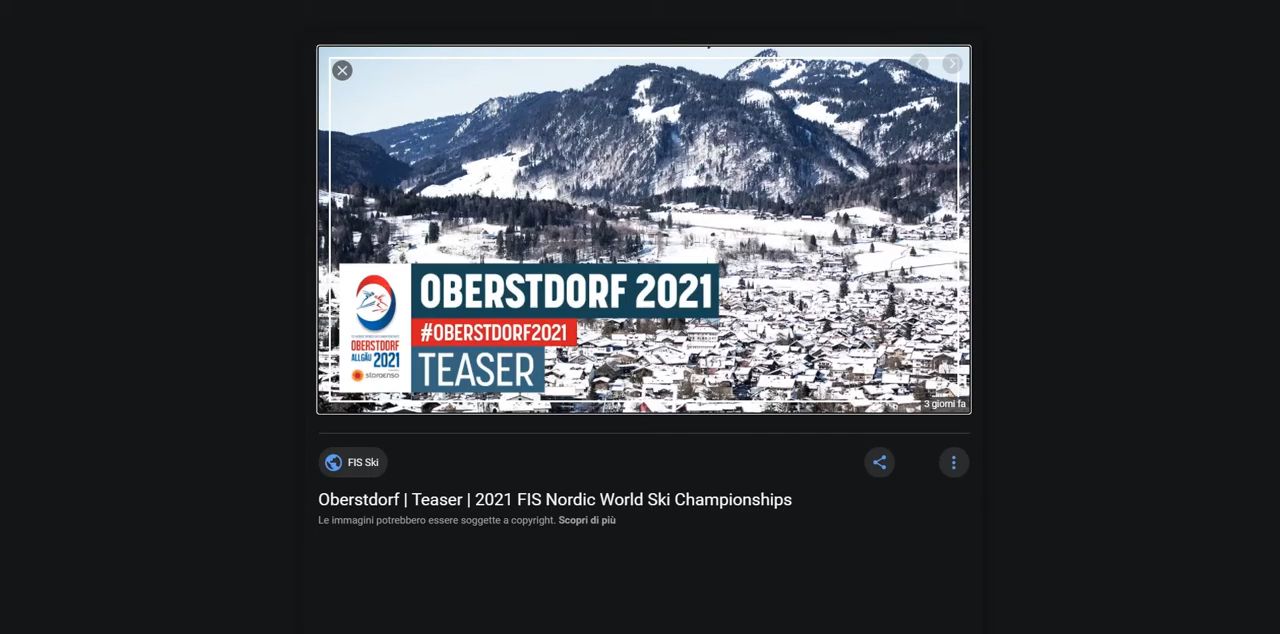 OBERSTDORF 2021
#OBERSTDORF2021
TEASER
OBERSTDORF
ALLGÄU 2021
storaenso
3 giorni fa
FIS Ski
Oberstdorf | Teaser | 2021 FIS Nordic World Ski Championships
Le immagini potrebbero essere soggette a copyright. Scopri di più